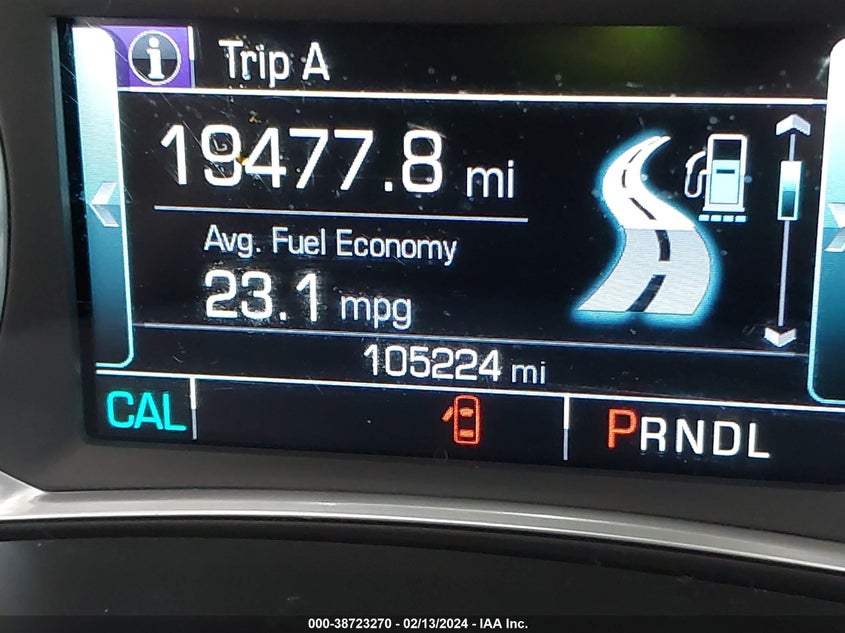 Trip A
19477.8 mi
Avg. Fuel Economy
23.1 mpg
105224 mi
CAL
PRNDL
000-38723270 - 02/13/2024 - IAA Inc.